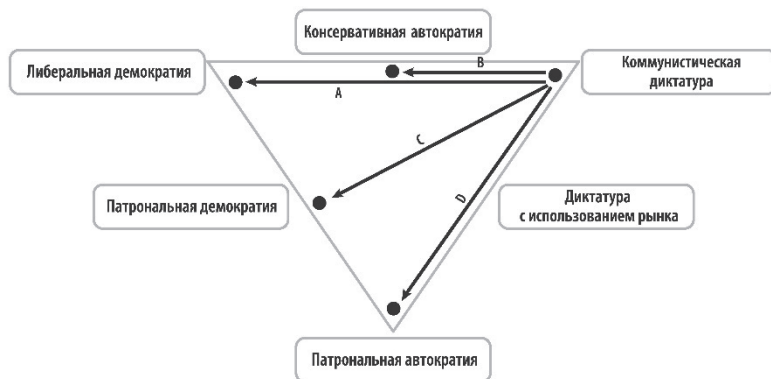 Консервативная автократия
Либеральная демократия
Коммунистическая
диктатура
B
A
C
D
Патрональная демократия
Диктатура
с использованием рынка
Патрональная автократия